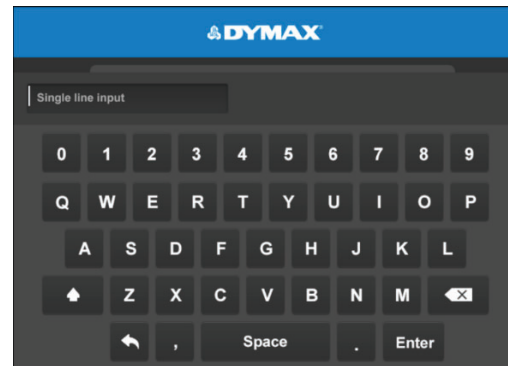 DYMAX
Single line input
0 1 2 3 4 5 6 7 8 9
Q W E R T Y U I O P
A S D F G H J K L
Z X C V B N M
, Space . Enter